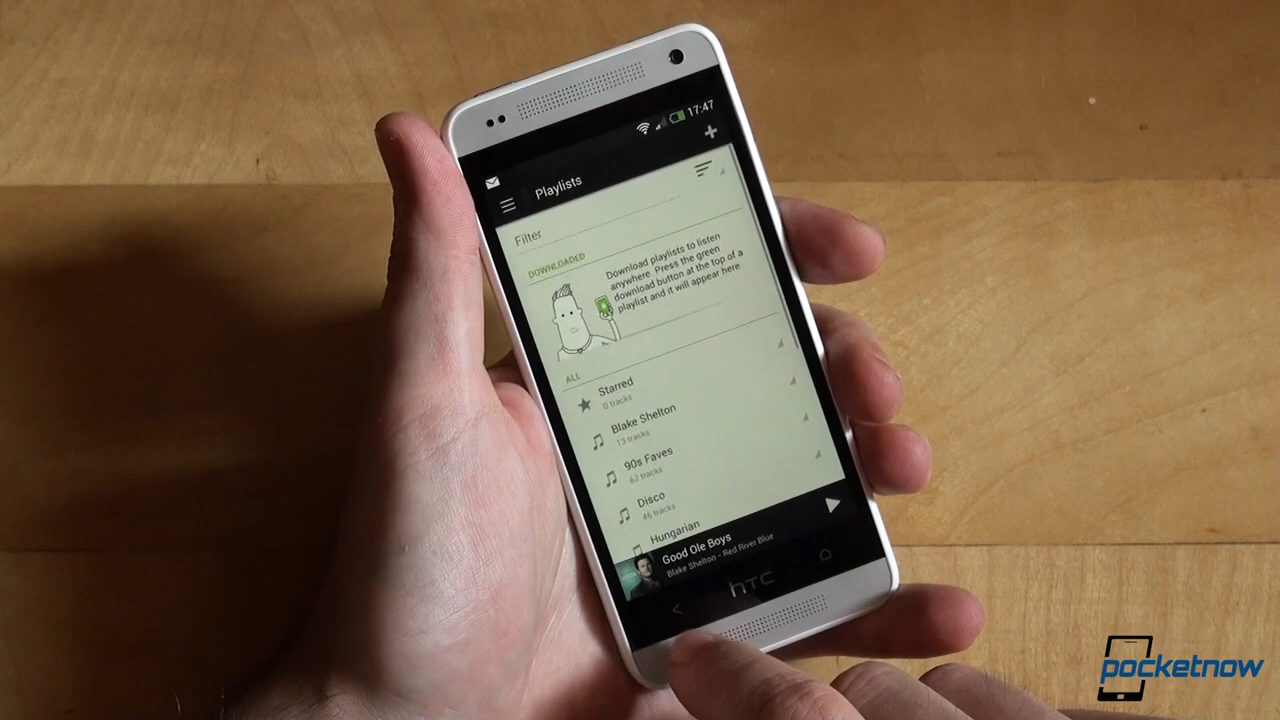 17:47
Playlists
Filter
DOWNLOADED
Download playlists to listen
anywhere. Press the green
download button at the top of a
playlist and it will appear here
ALL
Starred
0 tracks
Blake Shelton
13 tracks
90s Faves
67 tracks
Disco
46 tracks
Hungarian
Good Ole Boys
Blake Shelton - Red River Blue
hTC
pocketnow